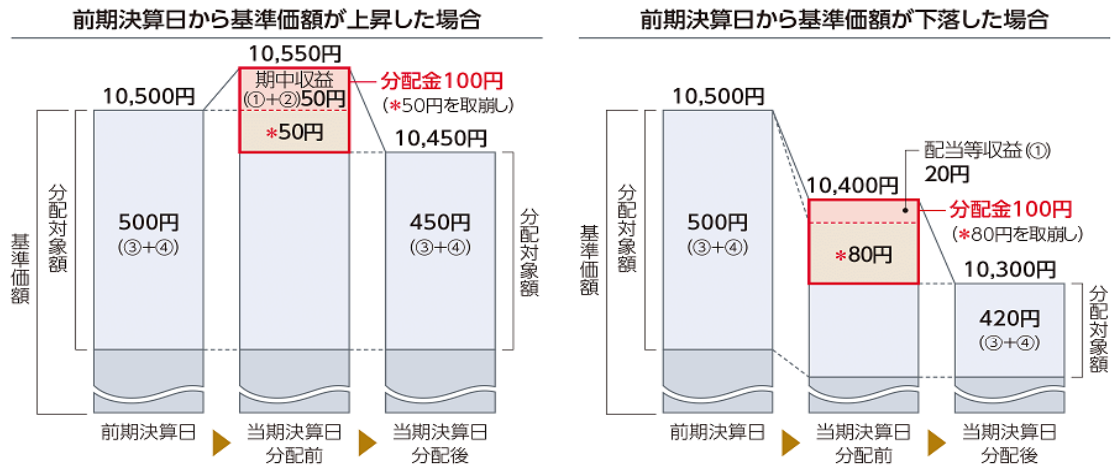 前期決算日から基準価額が上昇した場合
10,550円
10,500円
期中収益
(①+②)50円
*50円
分配金100円
(*50円を取崩し)
10,450円
基準価額
分配対象額
500円
(③+④)
450円
(③+④)
分配対象額
前期決算日
当期決算日
分配前
当期決算日
分配後
前期決算日から基準価額が下落した場合
10,500円
配当等収益(①)
20円
10,400円
分配金100円
(*80円を取崩し)
*80円
10,300円
基準価額
分配対象額
500円
(③+④)
420円
(③+④)
分配対象額
前期決算日
当期決算日
分配前
当期決算日
分配後